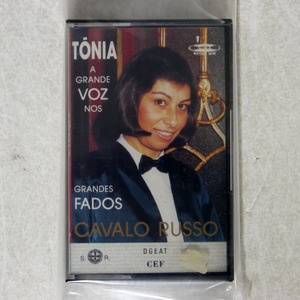 TÓNIA
A
GRANDE
VOZ
NOS
GRANDES
FADOS
CAVALO RUSSO
DGEAT
CEF
S
R